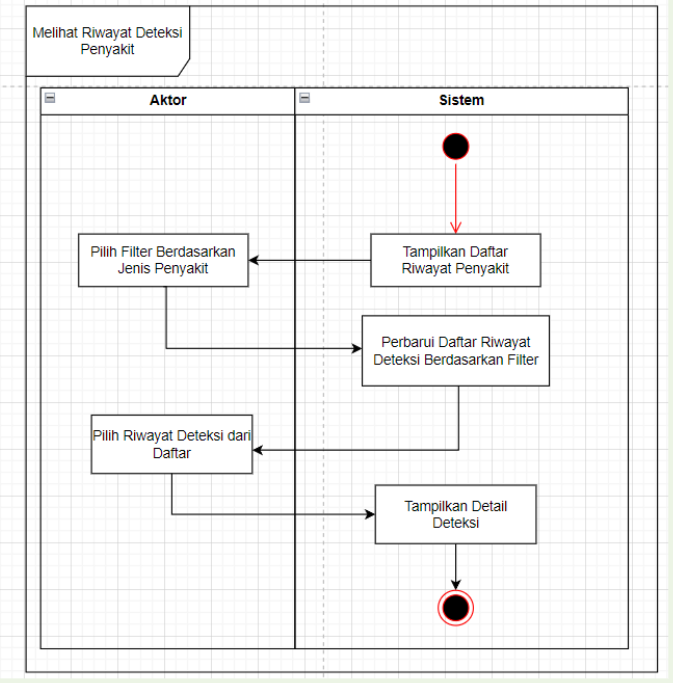 Melihat Riwayat Deteksi
Penyakit
Aktor
Sistem
Tampilkan Daftar
Riwayat Penyakit
Pilih Filter Berdasarkan
Jenis Penyakit
Perbarui Daftar Riwayat
Deteksi Berdasarkan Filter
Pilih Riwayat Deteksi dari
Daftar
Tampilkan Detail
Deteksi